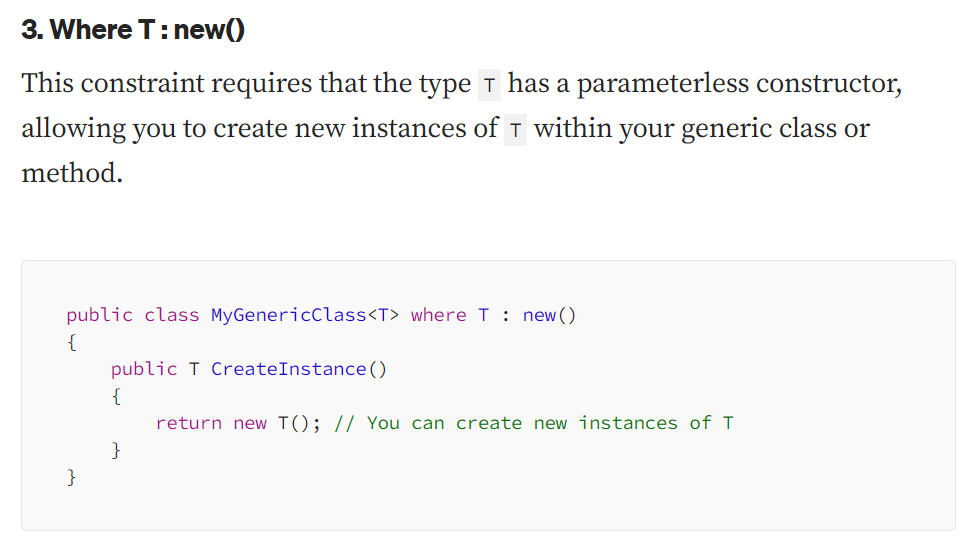 3. Where T : new()
This constraint requires that the type T has a parameterless constructor,
allowing you to create new instances of T within your generic class or
method.
public class MyGenericClass<T> where T : new()
{
    public T CreateInstance()
    {
        return new T(); // You can create new instances of T
    }
}